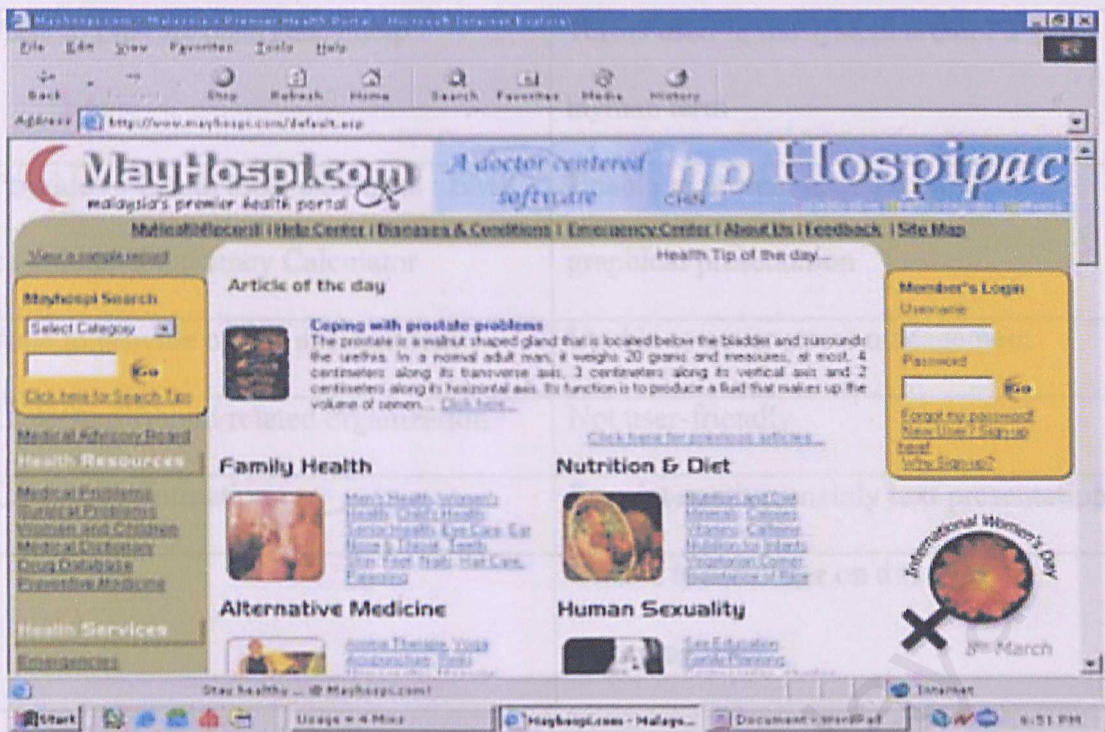 Mayhospi.com - Malaysia's Premier Health Portal - Microsoft Internet Explorer
File Edit View Favorites Tools Help
Back Forward Stop Refresh Home Search Favorites Media History
Address http://www.mayhospi.com/default.asp
MayHospi.com
malaysia's premier health portal
A doctor centered
software
hp Hospipac
MyHealthRecord | Help Center | Diseases & Conditions | Emergency Center | About Us | Feedback | Site Map
View a sample record
Health Tip of the day...
Mayhospi Search
Select Category
Go
Click here for Search Tips
Medical Advisory Board
Health Resources
Medical Problems
Surgical Problems
Women and Children
Medical Dictionary
Drug Database
Preventive Medicine
Health Services
Emergencies
Article of the day
Coping with prostate problems
The prostate is a walnut shaped gland that is located below the bladder and surrounds
the urethra. In a normal adult man, it weighs 20 grams and measures, at most, 4
centimeters along its transverse axis, 3 centimeters along its vertical axis and 2
centimeters along its horizontal axis. Its function is to produce a fluid that makes up the
volume of semen... Click here...
Click here for previous articles...
Family Health
Men's Health, Women's
Health, Child's Health,
Senior Health, Eye Care, Ear
Nose & Throat, Teeth
Skin, Feet, Nails, Hair Care,
Planning
Nutrition & Diet
Nutrition and Diet
Minerals, Calories
Vitamins, Caffeine
Nutrition for Infants
Vegetarian Corner
Alternative Medicine
Aroma Therapy, Yoga
Acupuncture, Reiki
Human Sexuality
Sex Education
Family Planning
Member's Login
Username
Password
Go
Forgot my password!
New User? Sign-up
here!
Why Sign-up?
International Women's Day
8th March
Stay healthy ... @ Mayhospi.com!
Internet
Start
Usage = 4 Mins
Mayhospi.com - Malays...
Document - WordPad
6:51 PM